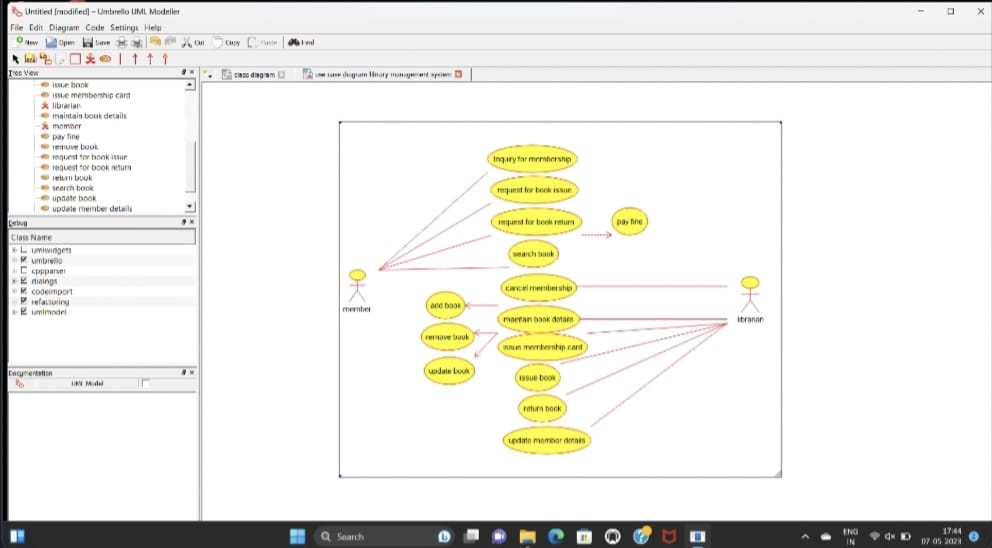 Untitled [modified] – Umbrello UML Modeller
File Edit Diagram Code Settings Help
New Open Save Cut Copy Paste Find
Tree View
class diagram
use case diagram library management system
issue book
issue membership card
librarian
maintain book details
member
pay fine
remove book
request for book issue
request for book return
return book
search book
update book
update member details
Debug
Class Name
umlwidgets
umbrello
cppparser
dialogs
codeimport
refactoring
umlmodel
Documentation
UML Model
Inquiry for membership
request for book issue
request for book return
pay fine
search book
cancel membership
member
add book
maintain book details
librarian
remove book
issue membership card
update book
issue book
return book
update member details
Search
ENG
IN
17:44
07-05-2023